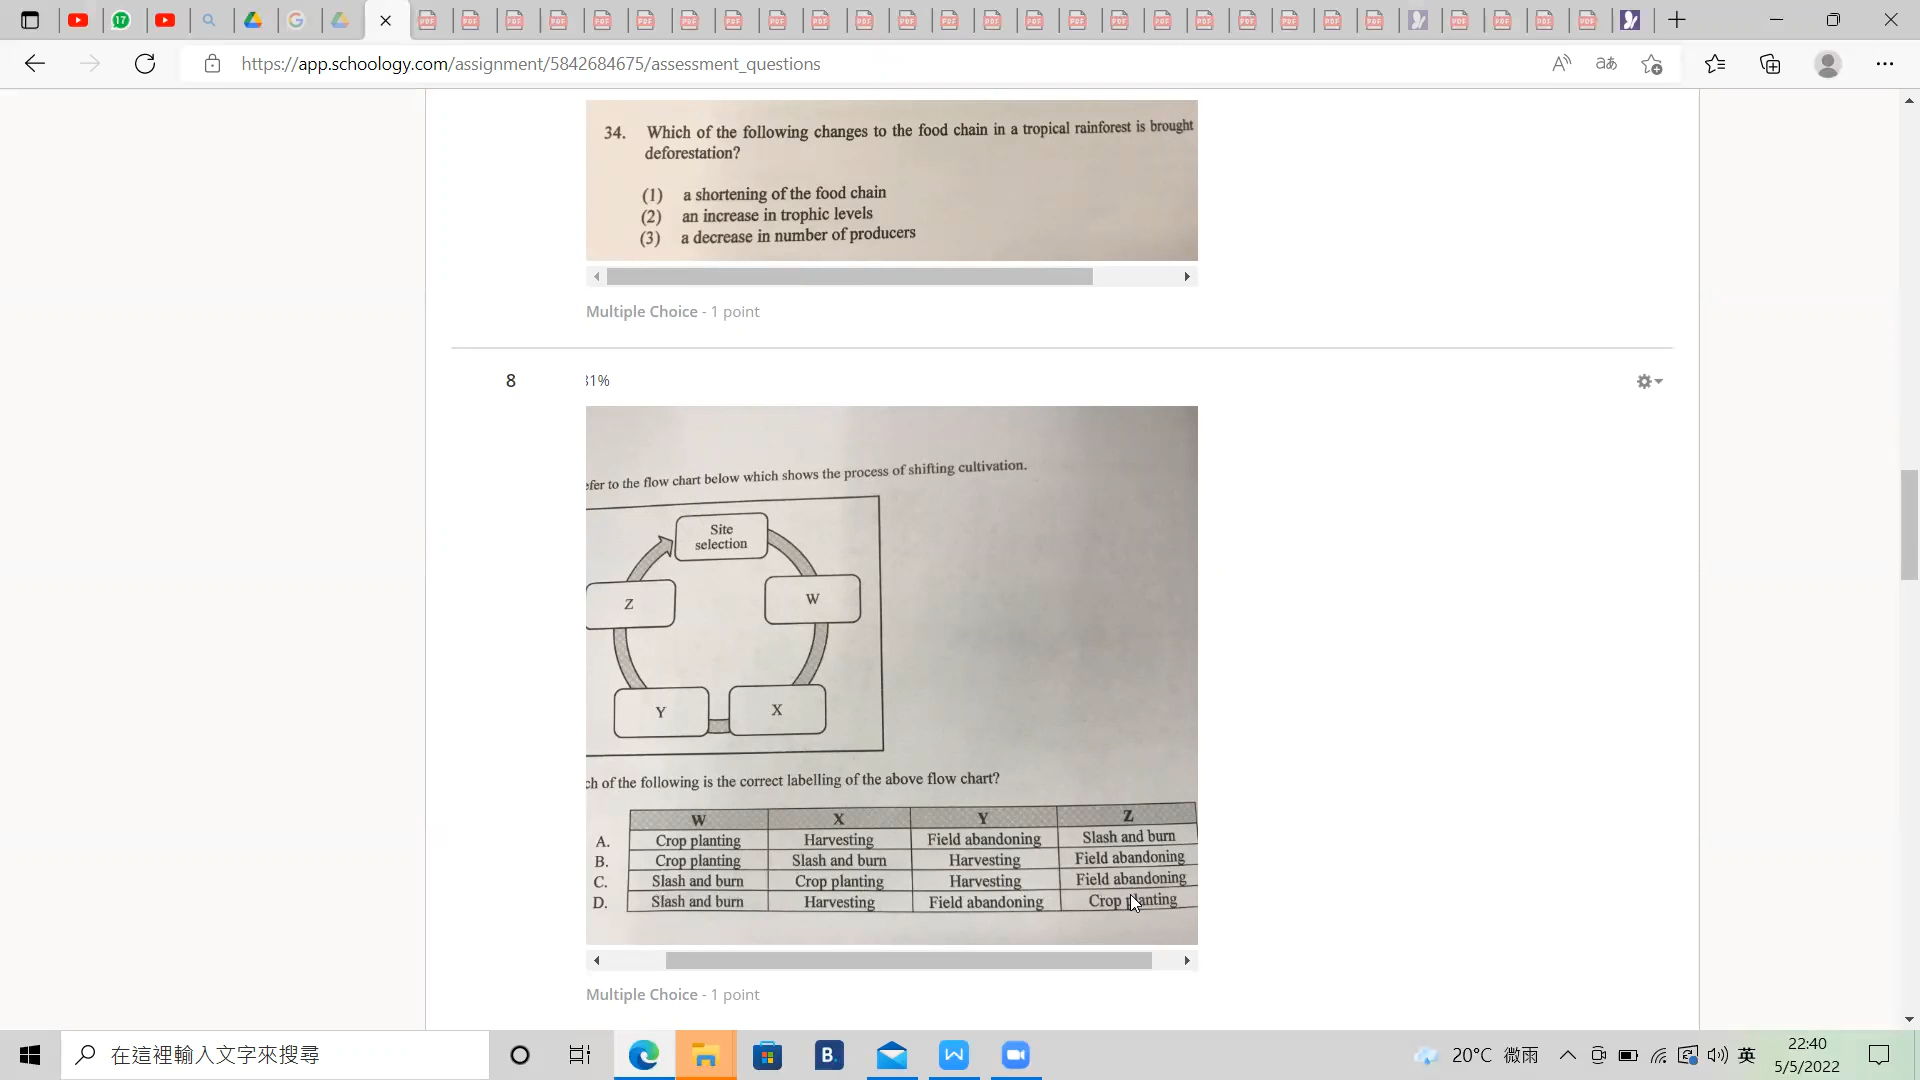 https://app.schoology.com/assignment/5842684675/assessment_questions
34. Which of the following changes to the food chain in a tropical rainforest is brought
deforestation?
(1) a shortening of the food chain
(2) an increase in trophic levels
(3) a decrease in number of producers
Multiple Choice - 1 point
8 31%
efer to the flow chart below which shows the process of shifting cultivation.
Site
selection
Z
W
Y
X
ch of the following is the correct labelling of the above flow chart?
W X Y Z
A. Crop planting Harvesting Field abandoning Slash and burn
B. Crop planting Slash and burn Harvesting Field abandoning
C. Slash and burn Crop planting Harvesting Field abandoning
D. Slash and burn Harvesting Field abandoning Crop planting
Multiple Choice - 1 point
在這裡輸入文字來搜尋
B.
20°C 微雨
英
22:40
5/5/2022